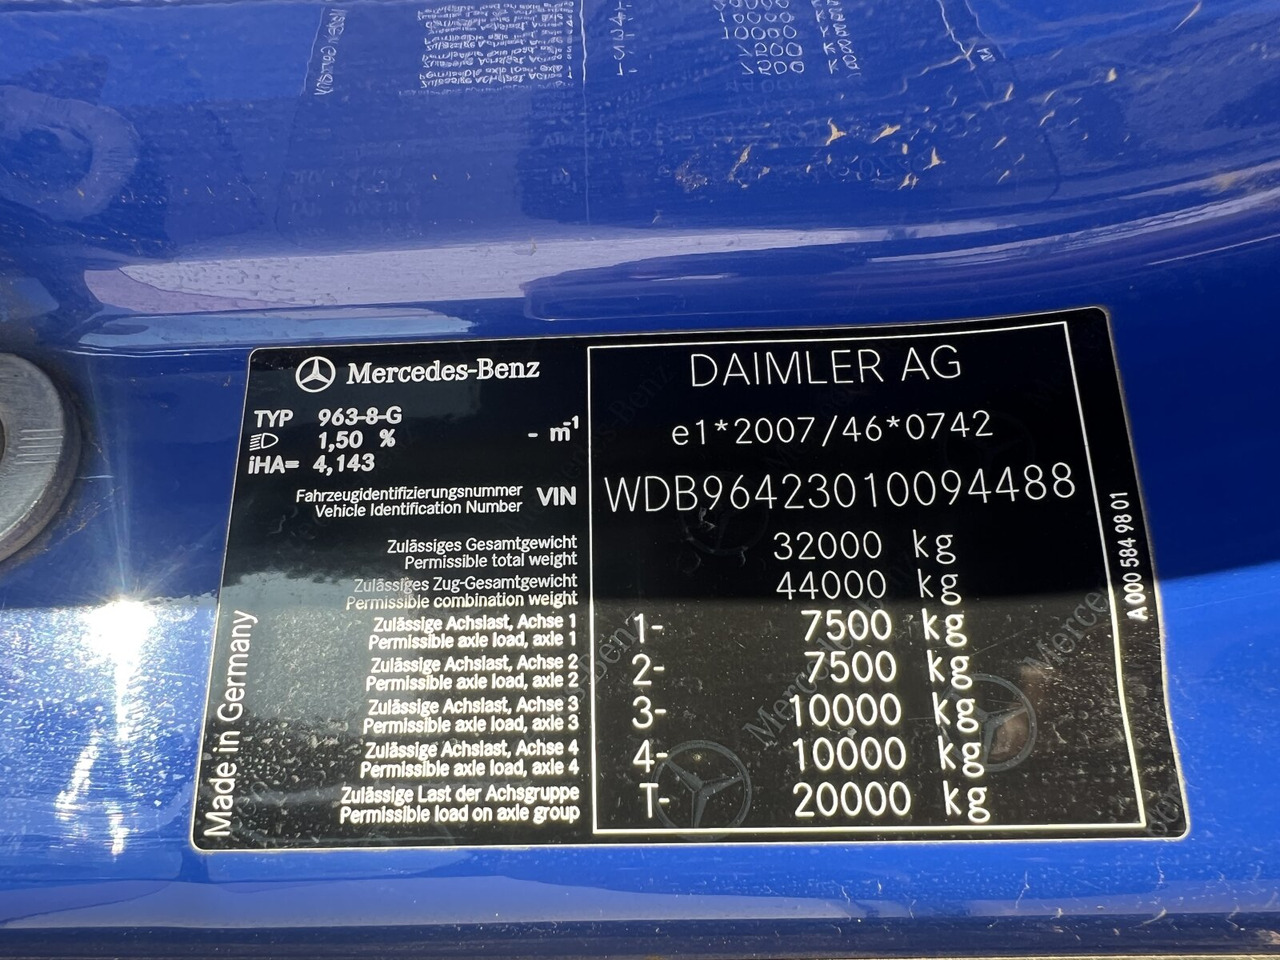 Mercedes-Benz
TYP 963-8-G
1,50 % - m-1
iHA= 4,143
Fahrzeugidentifizierungsnummer
Vehicle Identification Number VIN
DAIMLER AG
e1*2007/46*0742
WDB96423010094488
Zulässiges Gesamtgewicht
Permissible total weight 32000 kg
Zulässiges Zug-Gesamtgewicht
Permissible combination weight 44000 kg
Zulässige Achslast, Achse 1
Permissible axle load, axle 1 1- 7500 kg
Zulässige Achslast, Achse 2
Permissible axle load, axle 2 2- 7500 kg
Zulässige Achslast, Achse 3
Permissible axle load, axle 3 3- 10000 kg
Zulässige Achslast, Achse 4
Permissible axle load, axle 4 4- 10000 kg
Zulässige Last der Achsgruppe
Permissible load on axle group T- 20000 kg
Made in Germany
A 000 584 98 01